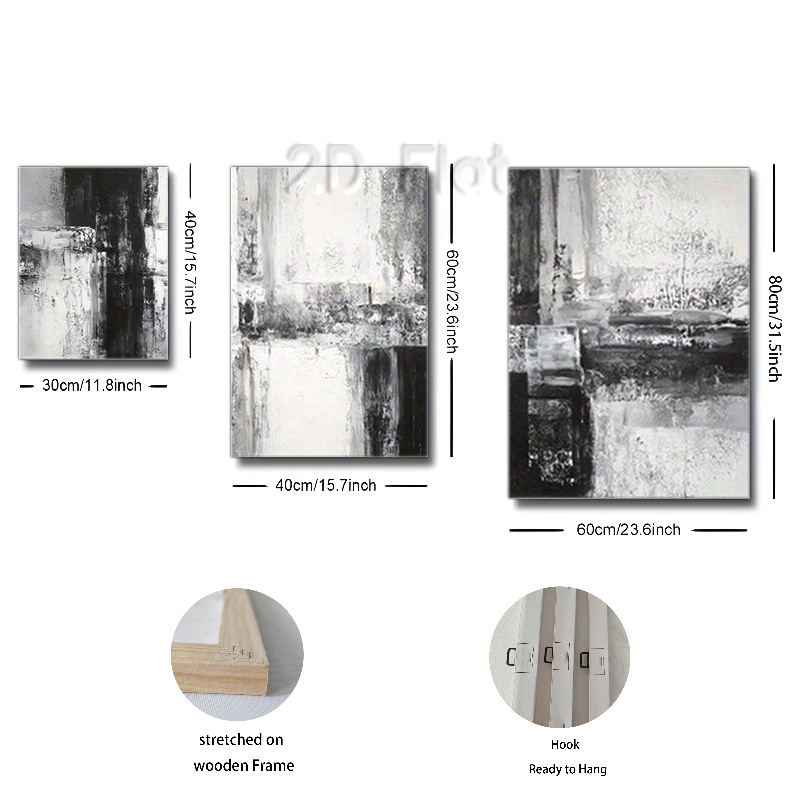 2D Flat
40cm/15.7inch
30cm/11.8inch
60cm/23.6inch
40cm/15.7inch
80cm/31.5inch
60cm/23.6inch
stretched on
wooden Frame
Hook
Ready to Hang